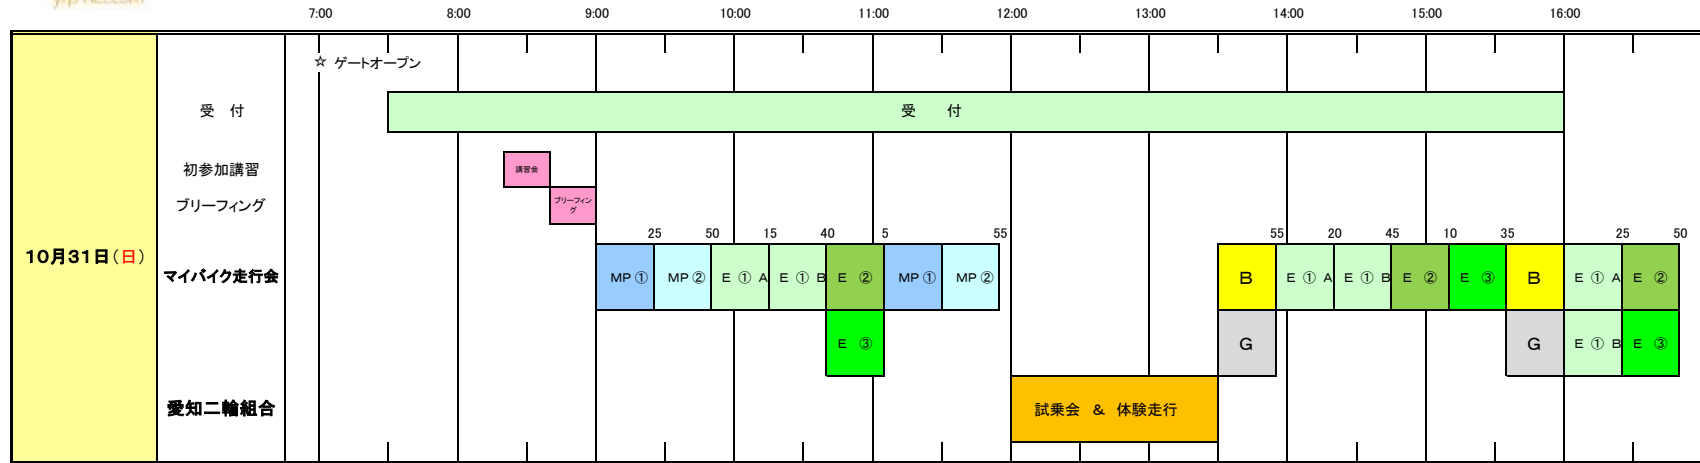 7:00 8:00 9:00 10:00 11:00 12:00 13:00 14:00 15:00 16:00
☆ ゲートオープン
受　付 受　付
初参加講習 講習会
ブリーフィング ブリーフィン
グ
25 50 15 40 5 55 55 20 45 10 35 25 50
10月31日(日)
マイバイク走行会 MP ① MP ② E ① A E ① B E ② MP ① MP ② B E ① A E ① B E ② E ③ B E ① A E ②
E ③ G G E ① B E ③
愛知二輪組合 試乗会 ＆ 体験走行